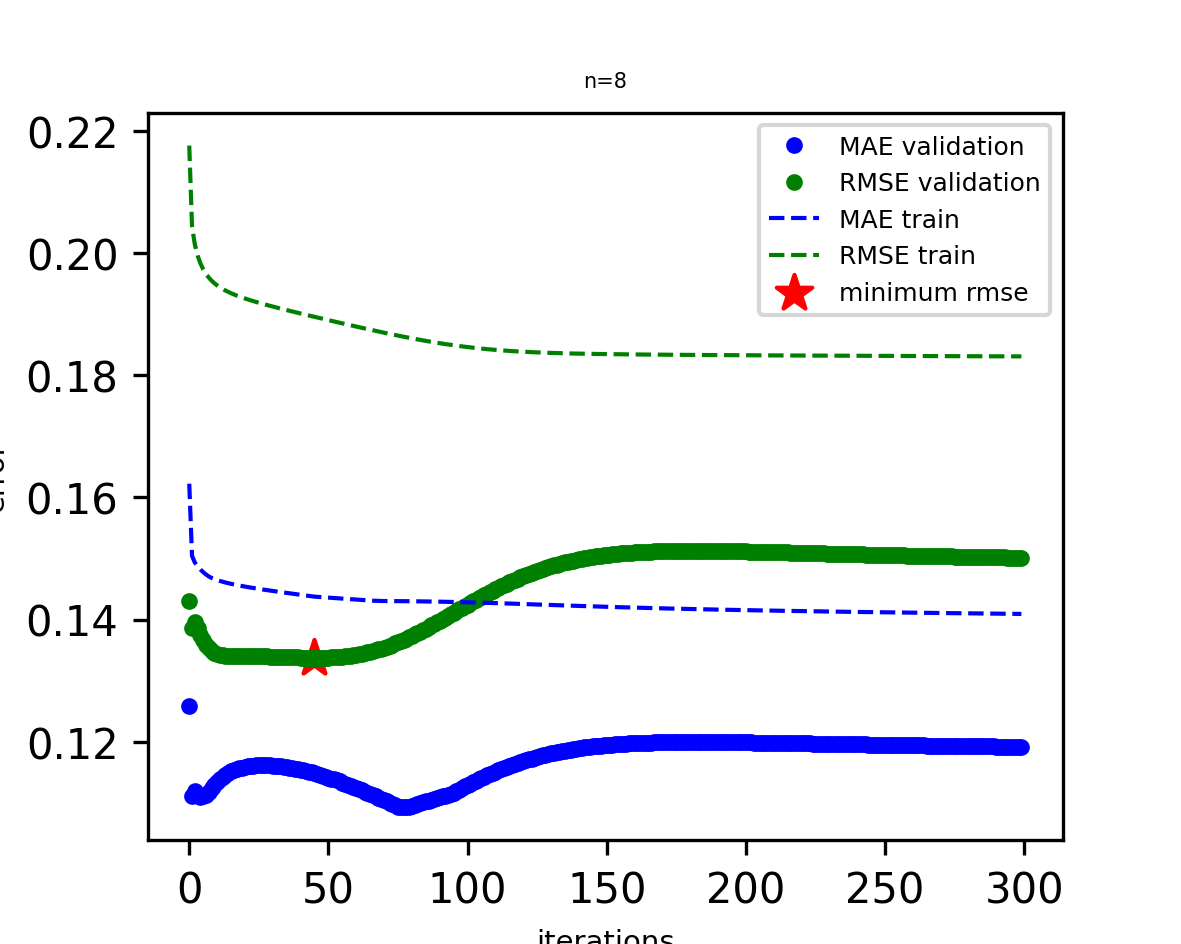 n=8
0.22
0.20
0.18
0.16
0.14
0.12
MAE validation
RMSE validation
MAE train
RMSE train
minimum rmse
0 50 100 150 200 250 300
iterations